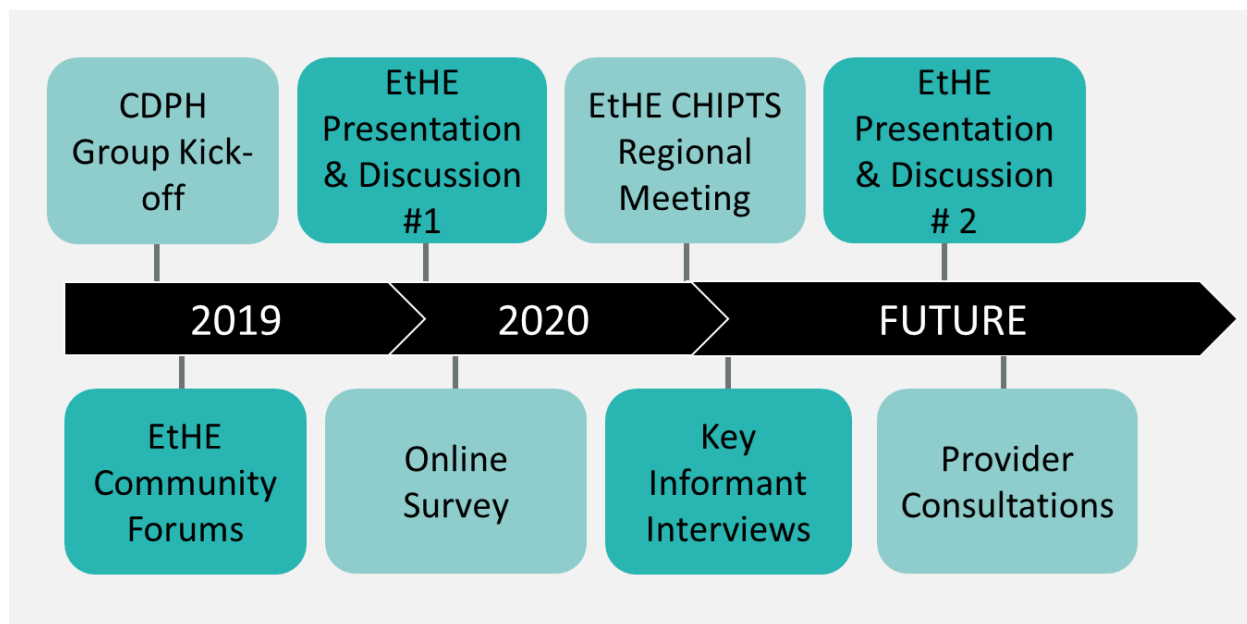 CDPH
Group Kick-
off
EtHE
Presentation
& Discussion
#1
EtHE CHIPTS
Regional
Meeting
EtHE
Presentation
& Discussion
# 2
2019
2020
FUTURE
EtHE
Community
Forums
Online
Survey
Key
Informant
Interviews
Provider
Consultations